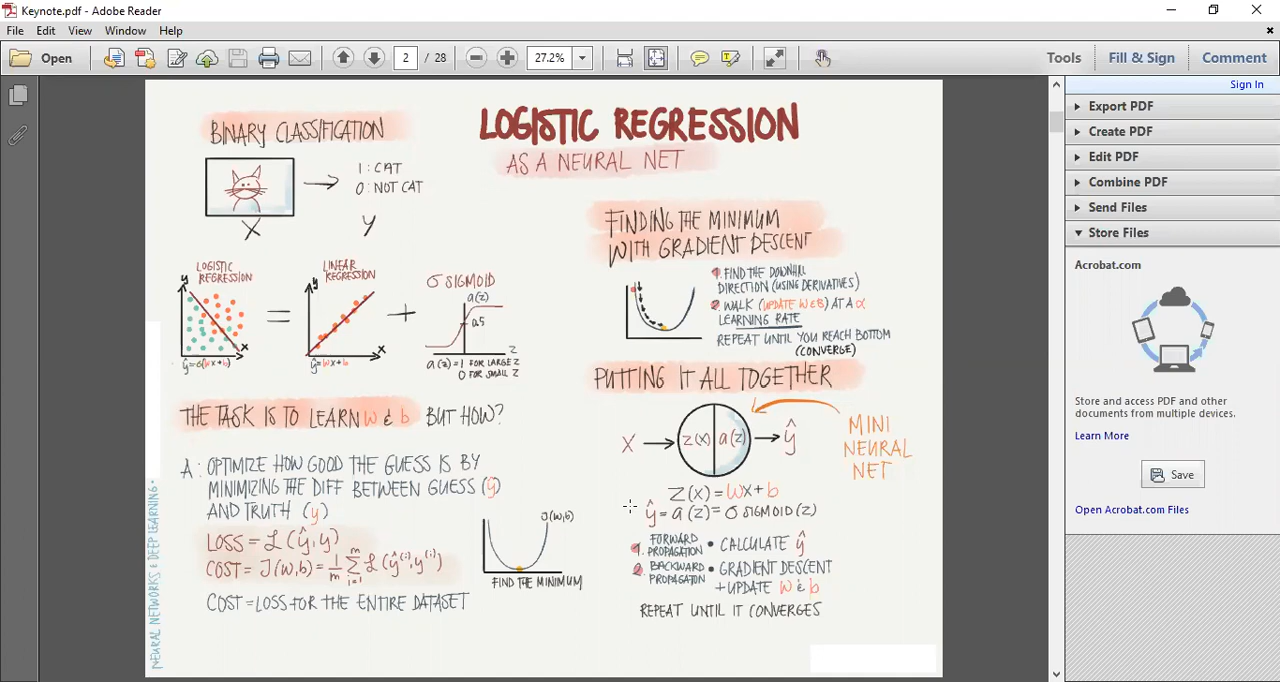 Keynote.pdf - Adobe Reader
File Edit View Window Help
Open
2 / 28
27.2%
Tools
Fill & Sign
Comment
Sign In
Export PDF
Create PDF
Edit PDF
Combine PDF
Send Files
Store Files
Acrobat.com
Store and access PDF and other
documents from multiple devices.
Learn More
Save
Open Acrobat.com Files
LOGISTIC REGRESSION
AS A NEURAL NET
BINARY CLASSIFICATION
1: CAT
0: NOT CAT
X
Y
LOGISTIC
REGRESSION
y
x
ŷ=σ(wx+b)
=
LINEAR
REGRESSION
y
x
ŷ=wx+b
+
σ SIGMOID
a(z)
0.5
z
a(z)=1 FOR LARGE z
0 FOR SMALL z
THE TASK IS TO LEARN w & b BUT HOW?
A: OPTIMIZE HOW GOOD THE GUESS IS BY
MINIMIZING THE DIFF BETWEEN GUESS (ŷ)
AND TRUTH (y)
LOSS = ℒ(ŷ,y)
COST = J(w,b) = 1/m Σ_{i=1}^{m} ℒ(ŷ^(i), y^(i))
COST = LOSS FOR THE ENTIRE DATASET
J(w,b)
FIND THE MINIMUM
NEURAL NETWORKS & DEEP LEARNING
FINDING THE MINIMUM
WITH GRADIENT DESCENT
1. FIND THE DOWNHILL
DIRECTION (USING DERIVATIVES)
2. WALK (UPDATE W & B) AT A α
LEARNING RATE
REPEAT UNTIL YOU REACH BOTTOM
(CONVERGE)
PUTTING IT ALL TOGETHER
X → z(x) a(z) → ŷ
MINI
NEURAL
NET
Z(x) = wx+b
ŷ = a(z) = σ SIGMOID(z)
1. FORWARD
PROPAGATION • CALCULATE ŷ
2. BACKWARD
PROPAGATION • GRADIENT DESCENT
+ UPDATE w & b
REPEAT UNTIL IT CONVERGES